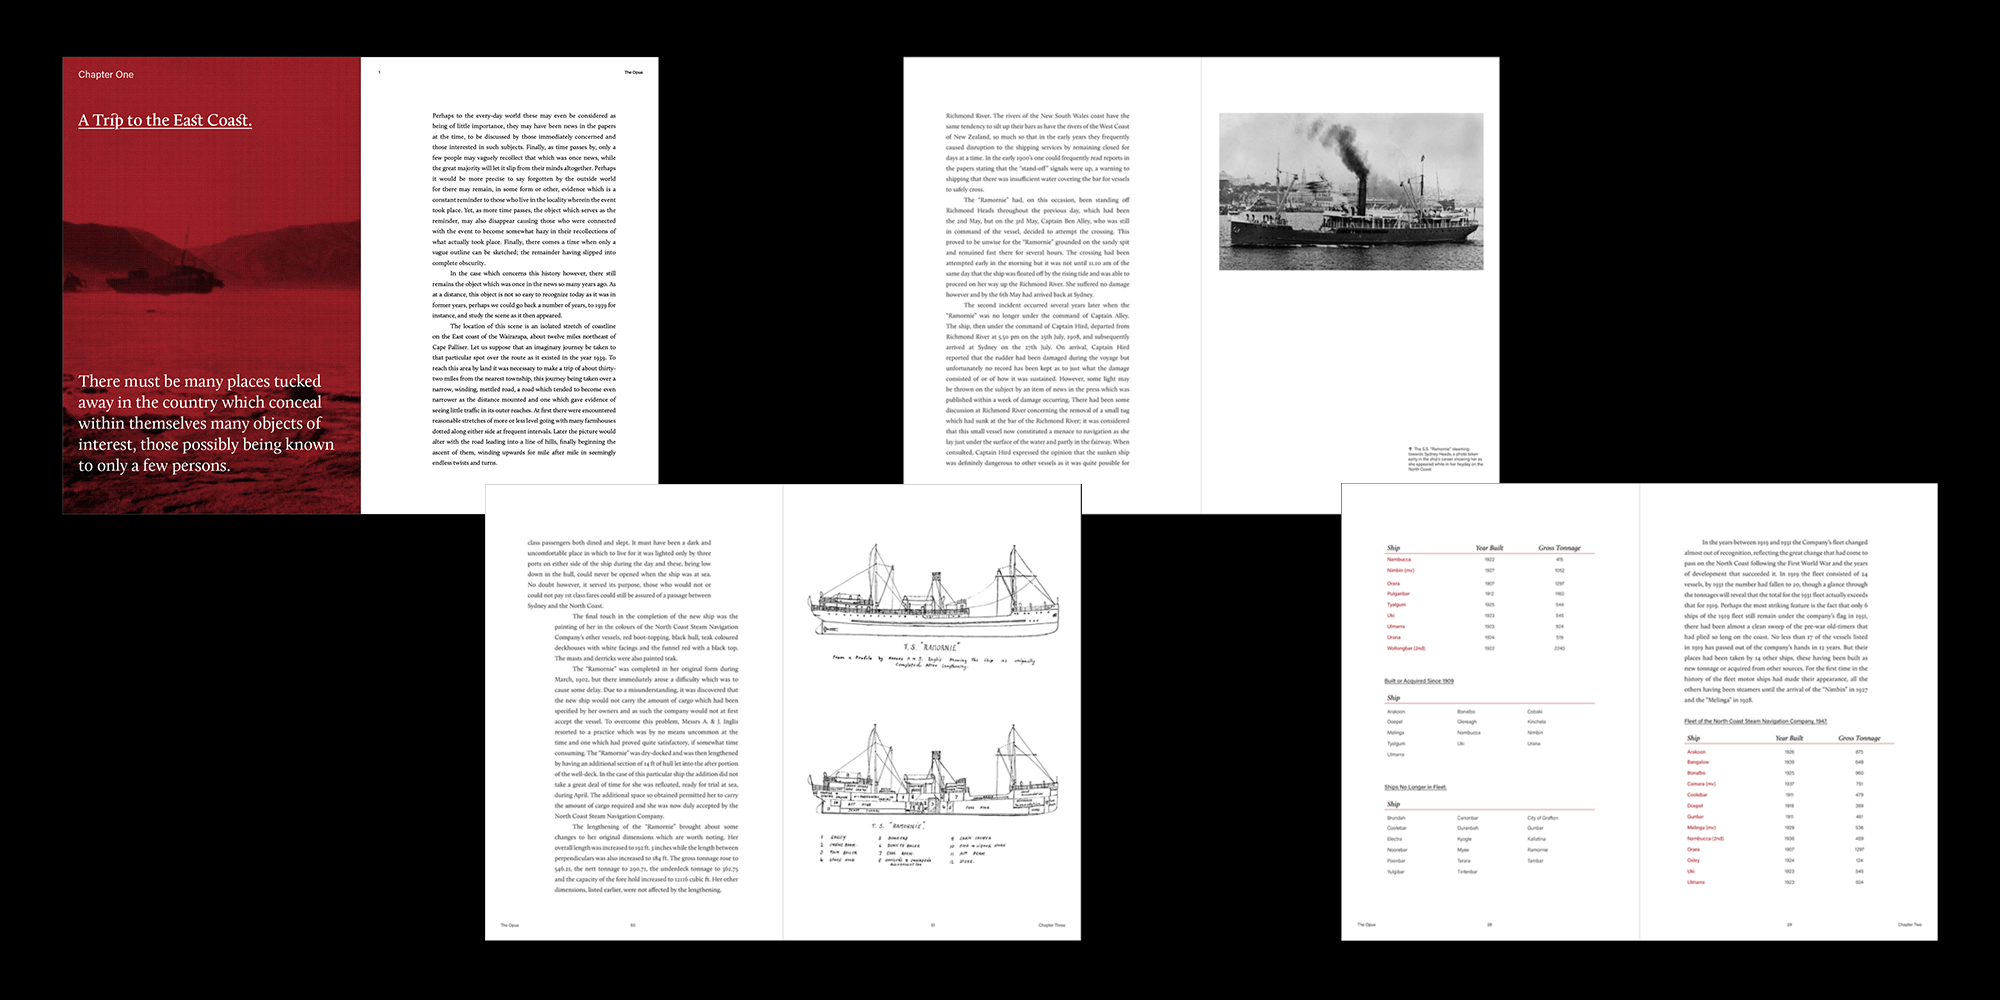 Chapter One
A Trip to the East Coast.
There must be many places tucked
away in the country which conceal
within themselves many objects of
interest, those possibly being known
to only a few persons.
1
The Opus
Perhaps to the every-day world these may even be considered as
being of little importance, they may have been news in the papers
at the time, to be discussed by those immediately concerned and
those interested in such subjects. Finally, as time passes by, only a
few people may vaguely recollect that which was once news, while
the great majority will let it slip from their minds altogether. Perhaps
it would be more precise to say forgotten by the outside world
for there may remain, in some form or other, evidence which is a
constant reminder to those who live in the locality wherein the event
took place. Yet, as more time passes, the object which serves as the
reminder, may also disappear causing those who were connected
with the event to become somewhat hazy in their recollections of
what actually took place. Finally, there comes a time when only a
vague outline can be sketched; the remainder having slipped into
complete obscurity.
In the case which concerns this history however, there still
remains the object which was once in the news so many years ago. As
at a distance, this object is not so easy to recognize today as it was in
former years, perhaps we could go back a number of years, to 1939 for
instance, and study the scene as it then appeared.
The location of this scene is an isolated stretch of coastline
on the East coast of the Wairarapa, about twelve miles northeast of
Cape Palliser. Let us suppose that an imaginary journey be taken to
that particular spot over the route as it existed in the year 1939. To
reach this area by land it was necessary to make a trip of about thirty-
two miles from the nearest township, this journey being taken over a
narrow, winding, mettled road, a road which tended to become even
narrower as the distance mounted and one which gave evidence of
seeing little traffic in its outer reaches. At first there were encountered
reasonable stretches of more or less level going with many farmhouses
dotted along either side at frequent intervals. Later the picture would
alter with the road leading into a line of hills, finally beginning the
ascent of them, winding upwards for mile after mile in seemingly
endless twists and turns.
Richmond River. The rivers of the New South Wales coast have the
same tendency to silt up their bars as have the rivers of the West Coast
of New Zealand, so much so that in the early years they frequently
caused disruption to the shipping services by remaining closed for
days at a time. In the early 1900's one could frequently read reports in
the papers stating that the "stand-off" signals were up, a warning to
shipping that there was insufficient water covering the bar for vessels
to safely cross.
The "Ramornie" had, on this occasion, been standing off
Richmond Heads throughout the previous day, which had been
the 2nd May, but on the 3rd May, Captain Ben Alley, who was still
in command of the vessel, decided to attempt the crossing. This
proved to be unwise for the "Ramornie" grounded on the sandy spit
and remained fast there for several hours. The crossing had been
attempted early in the morning but it was not until 11.10 am of the
same day that the ship was floated off by the rising tide and was able to
proceed on her way up the Richmond River. She suffered no damage
however and by the 6th May had arrived back at Sydney.
The second incident occurred several years later when the
"Ramornie" was no longer under the command of Captain Alley.
The ship, then under the command of Captain Hird, departed from
Richmond River at 5.50 pm on the 25th July, 1908, and subsequently
arrived at Sydney on the 27th July. On arrival, Captain Hird
reported that the rudder had been damaged during the voyage but
unfortunately no record has been kept as to just what the damage
consisted of or of how it was sustained. However, some light may
be thrown on the subject by an item of news in the press which was
published within a week of damage occurring. There had been some
discussion at Richmond River concerning the removal of a small tug
which had sunk at the bar of the Richmond River; it was considered
that this small vessel now constituted a menace to navigation as she
lay just under the surface of the water and partly in the fairway. When
consulted, Captain Hird expressed the opinion that the sunken ship
was definitely dangerous to other vessels as it was quite possible for
The S.S. "Ramornie" steaming
towards Sydney Heads, a photo taken
early in the ship's career showing her as
she appeared while in her heyday on the
North Coast.
class passengers both dined and slept. It must have been a dark and
uncomfortable place in which to live for it was lighted only by three
ports on either side of the ship during the day and these, being low
down in the hull, could never be opened when the ship was at sea.
No doubt however, it served its purpose, those who would not or
could not pay 1st class fares could still be assured of a passage between
Sydney and the North Coast.
The final touch in the completion of the new ship was the
painting of her in the colours of the North Coast Steam Navigation
Company's other vessels, red boot-topping, black hull, teak coloured
deckhouses with white facings and the funnel red with a black top.
The masts and derricks were also painted teak.
The "Ramornie" was completed in her original form during
March, 1902, but there immediately arose a difficulty which was to
cause some delay. Due to a misunderstanding, it was discovered that
the new ship would not carry the amount of cargo which had been
specified by her owners and as such the company would not at first
accept the vessel. To overcome this problem, Messrs A. & J. Inglis
resorted to a practice which was by no means uncommon at the
time and one which had proved quite satisfactory, if somewhat time
consuming. The "Ramornie" was dry-docked and was then lengthened
by having an additional section of 14 ft of hull let into the after portion
of the well-deck. In the case of this particular ship the addition did not
take a great deal of time for she was refloated, ready for trial at sea,
during April. The additional space so obtained permitted her to carry
the amount of cargo required and she was now duly accepted by the
North Coast Steam Navigation Company.
The lengthening of the "Ramornie" brought about some
changes to her original dimensions which are worth noting. Her
overall length was increased to 192 ft. 3 inches while the length between
perpendiculars was also increased to 184 ft. The gross tonnage rose to
546.21, the nett tonnage to 290.71, the underdeck tonnage to 362.75
and the capacity of the fore hold increased to 12116 cubic ft. Her other
dimensions, listed earlier, were not affected by the lengthening.
The Opus
50
T.S. "RAMORNIE"
T.S. "RAMORNIE".
1 GALLEY
51
Chapter Three
Ship Year Built Gross Tonnage
Nambucca 1922 415
Nimbin (mv) 1927 1052
Orara 1907 1297
Pulganbar 1912 1160
Tyalgum 1925 544
Uki 1923 545
Ulmarra 1923 924
Urana 1924 519
Wollongbar (2nd) 1922 2240
Built or Acquired Since 1909
Ship
Arakoon Bonalbo Cobaki
Doepel Gloreagh Kinchela
Melinga Nambucca Nimbin
Tyalgum Uki Urana
Ulmarra
Ships No Longer in Fleet.
Ship
Brundah Canonbar City of Grafton
Coolebar Duranbah Gunbar
Electra Kyogle Kallatina
Noorebar Myee Ramornie
Poonbar Terara Tambar
Yulgibar Tintenbar
The Opus
28
In the years between 1919 and 1931 the Company's fleet changed
almost out of recognition, reflecting the great change that had come to
pass on the North Coast following the First World War and the years
of development that succeeded it. In 1919 the fleet consisted of 24
vessels, by 1931 the number had fallen to 20, though a glance through
the tonnages will reveal that the total for the 1931 fleet actually exceeds
that for 1919. Perhaps the most striking feature is the fact that only 6
ships of the 1919 fleet still remain under the company's flag in 1931,
there had been almost a clean sweep of the pre-war old-timers that
had plied so long on the coast. No less than 17 of the vessels listed
in 1919 has passed out of the company's hands in 12 years. But their
places had been taken by 14 other ships, these having been built as
new tonnage or acquired from other sources. For the first time in the
history of the fleet motor ships had made their appearance, all the
others having been steamers until the arrival of the "Nimbin" in 1927
and the "Melinga" in 1928.
Fleet of the North Coast Steam Navigation Company, 1947.
Ship Year Built Gross Tonnage
Arakoon 1926 875
Bangalow 1939 648
Bonalbo 1925 960
Comara (mv) 1937 751
Coolebar 1911 479
Doepel 1919 369
Gunbar 1911 481
Melinga (mv) 1928 536
Nambucca (2nd) 1936 489
Orara 1907 1297
Oxley 1924 124
Uki 1923 545
Ulmarra 1923 924
29
Chapter Two